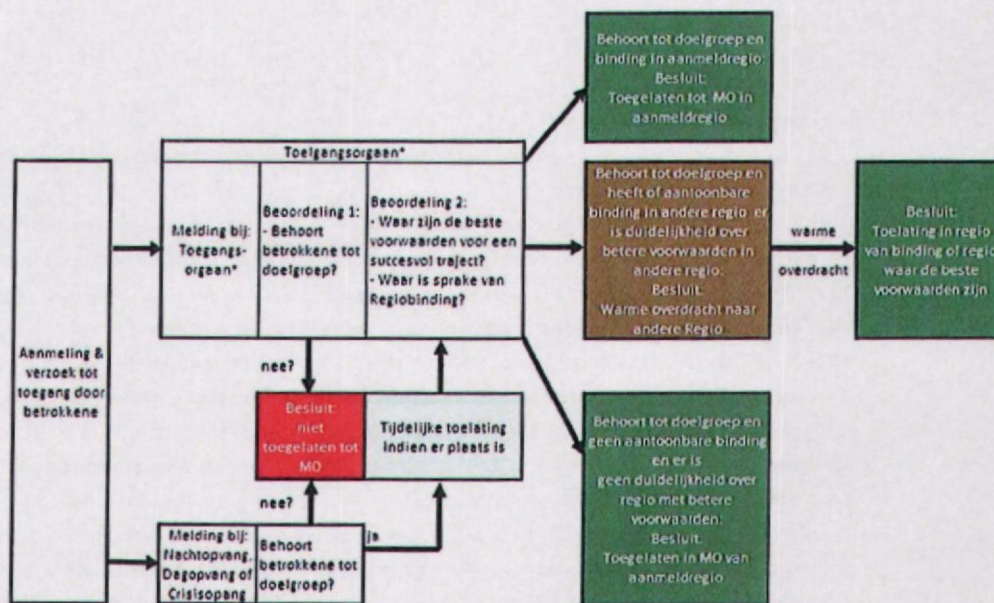 Aanmeling &
verzoek tot
toegang door
betrokkene
Toelgangsorgaan*
Melding bij:
Toegangs-
orgaan*
Beoordeling 1:
- Behoort
betrokkene tot
doelgroep?
Beoordeling 2:
- Waar zijn de beste
voorwaarden voor een
succesvol traject?
- Waar is sprake van
Regiobinding?
nee?
Besluit:
niet
toegelaten tot
MO
Tijdelijke toelating
indien er plaats is
nee?
ja
Melding bij:
Nachtopvang,
Dagopvang of
Crisisopang
Behoort
betrokkene tot
doelgroep?
Behoort tot doelgroep en
binding in aanmeldregio:
Besluit:
Toegelaten tot MO in
aanmeldregio
Behoort tot doelgroep en
heeft of aantoonbare
binding in andere regio er
is duidelijkheid over
betere voorwaarden in
andere regio:
Besluit:
Warme overdracht naar
andere Regio
warme
overdracht
Besluit:
Toelating in regio
van binding of regio
waar de beste
voorwaarden zijn
Behoort tot doelgroep en
geen aantoonbare binding
en er is
geen duidelijkheid over
regio met betere
voorwaarden:
Besluit:
Toegelaten in MO van
aanmeldregio